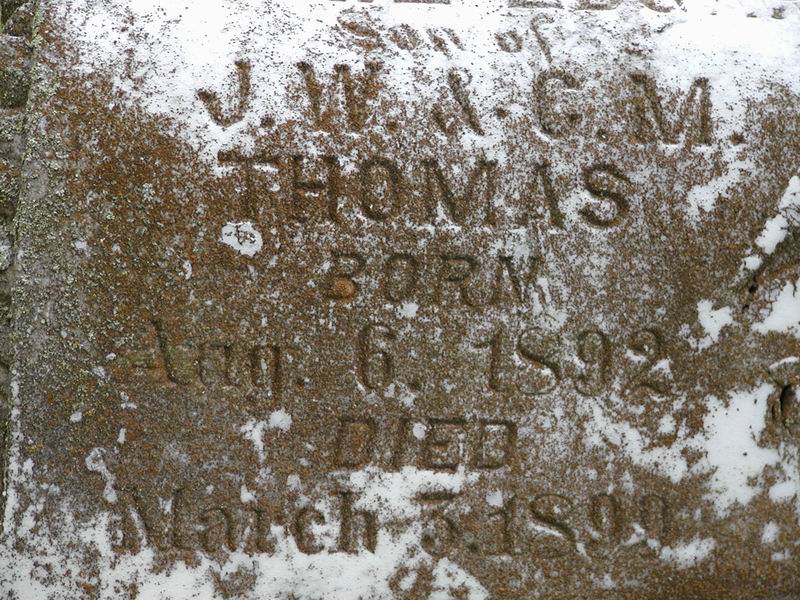 Son of
J. W. & C. M.
THOMAS
BORN
Aug. 6. 1892
DIED
March 3. 1899